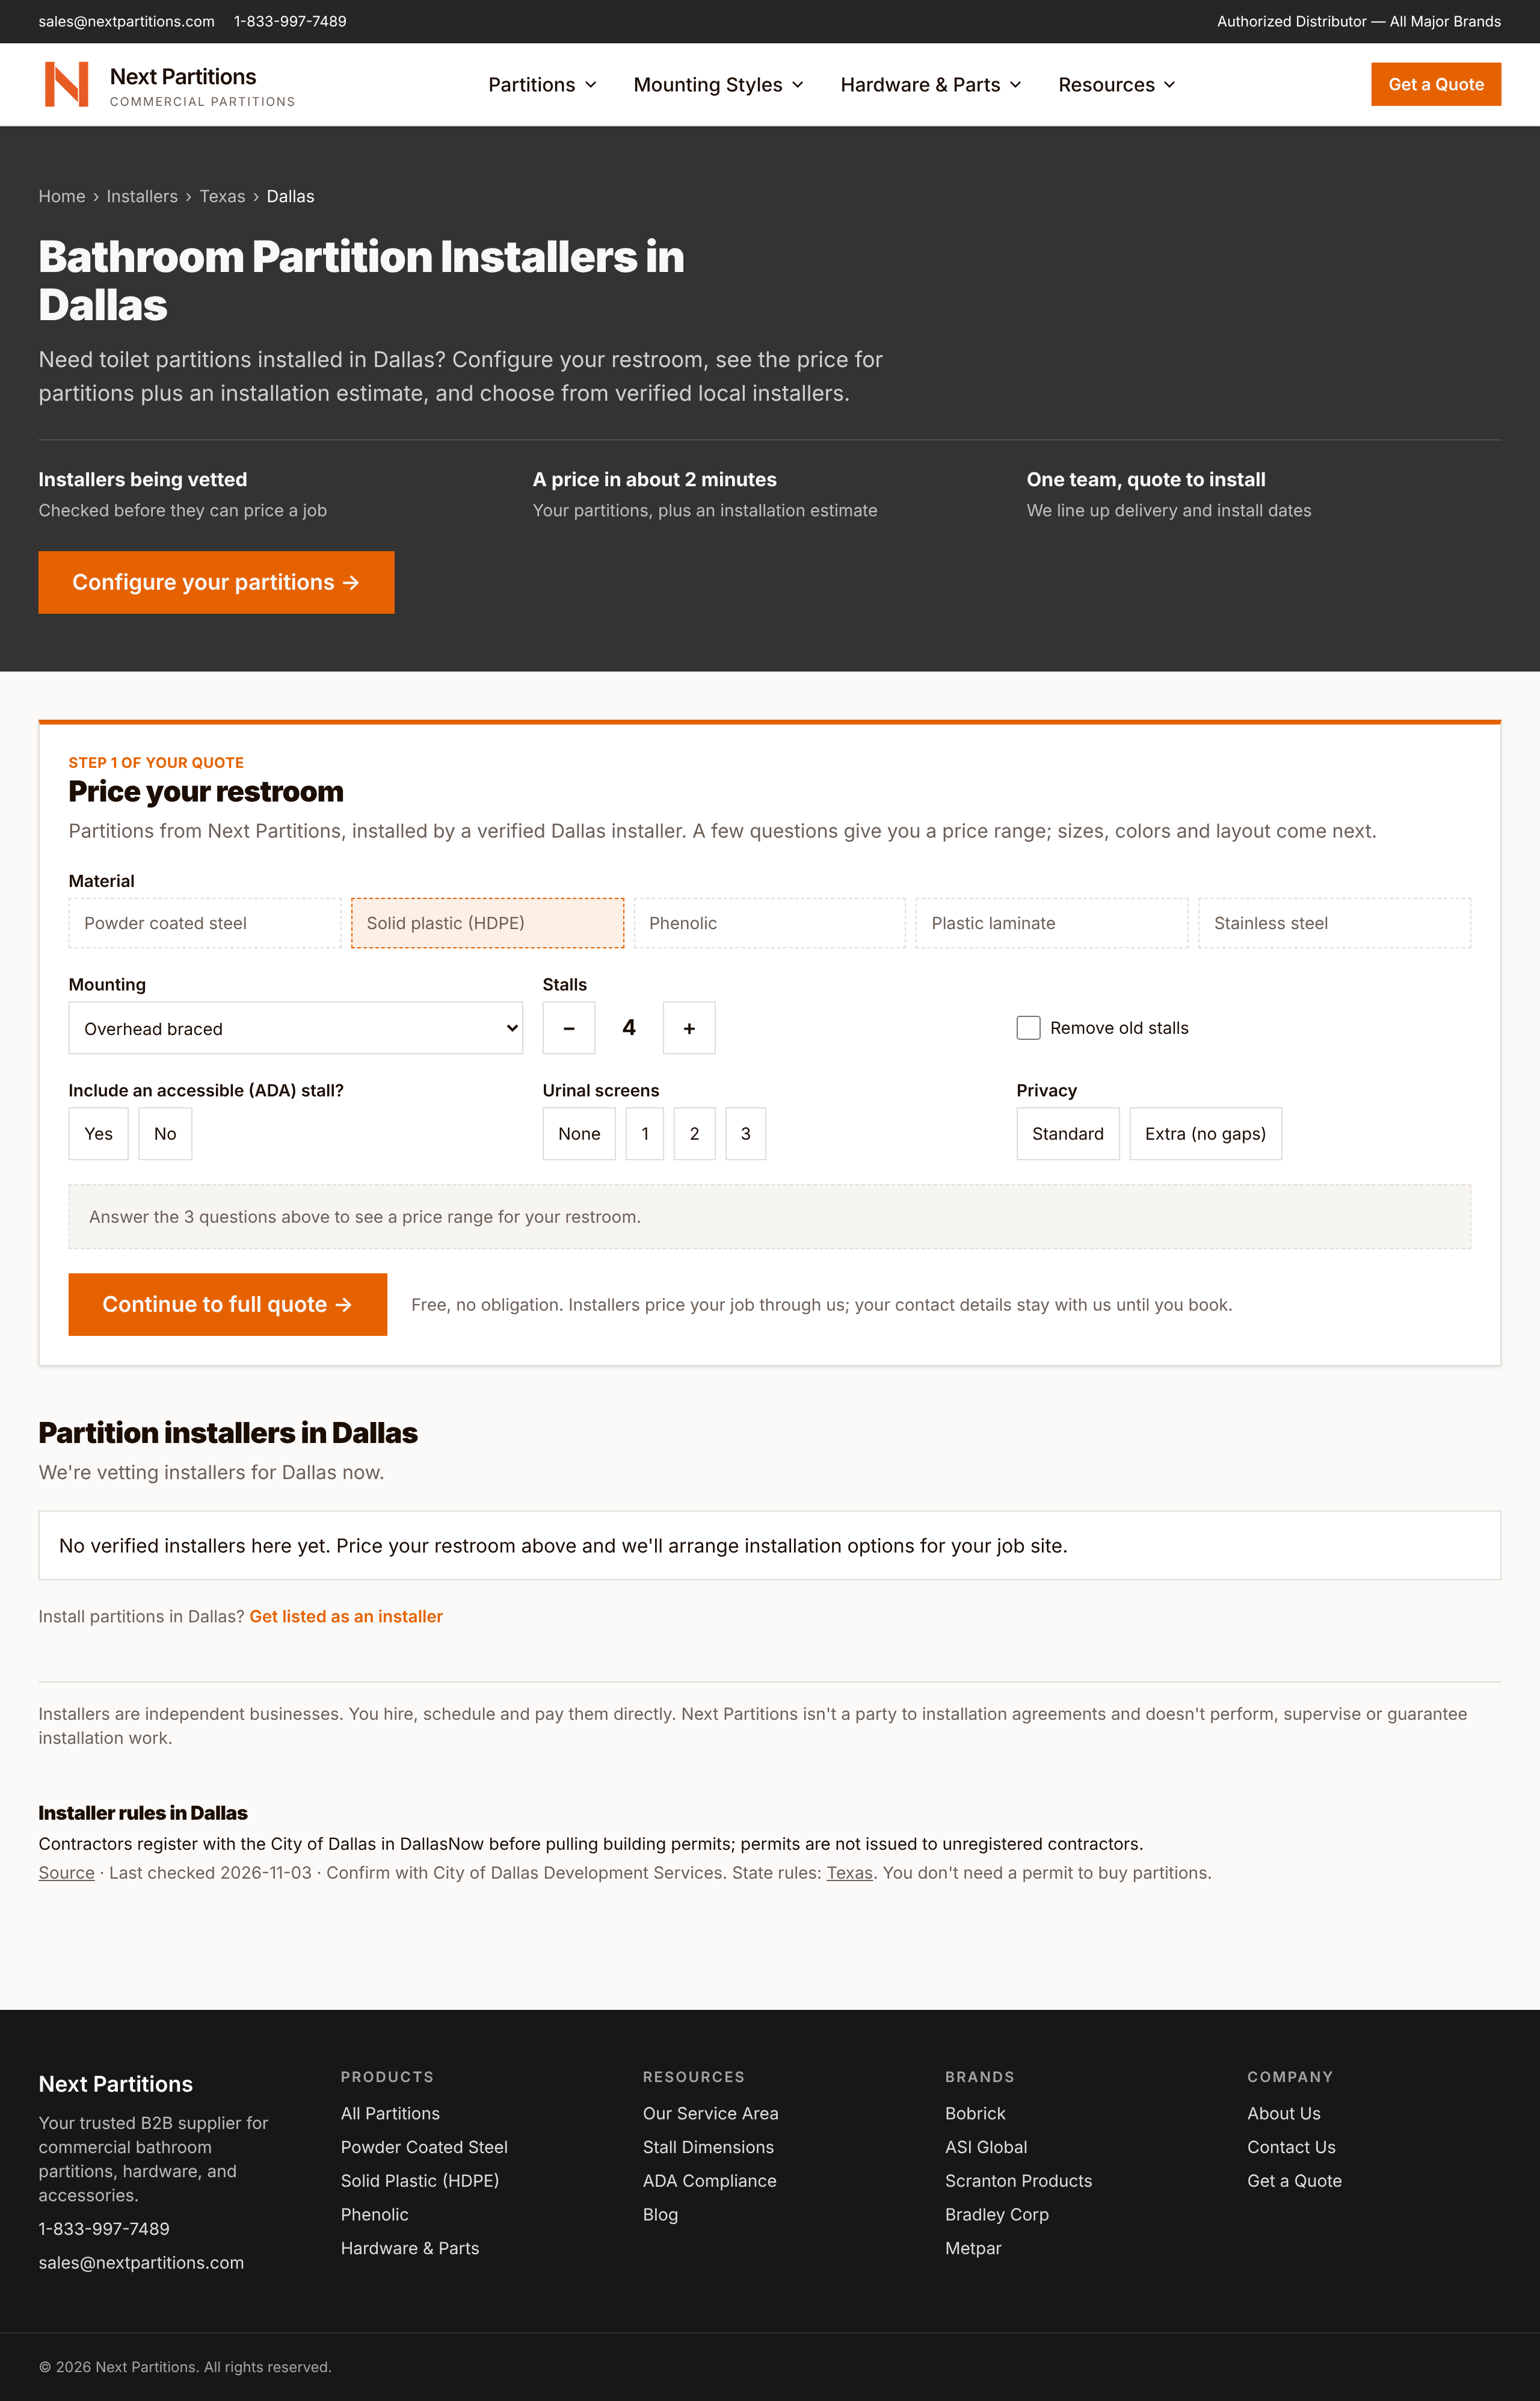 sales@nextpartitions.com 1-833-997-7489 Authorized Distributor — All Major Brands
N Next Partitions
COMMERCIAL PARTITIONS
Partitions Mounting Styles Hardware & Parts Resources Get a Quote
Home › Installers › Texas › Dallas
Bathroom Partition Installers in
Dallas
Need toilet partitions installed in Dallas? Configure your restroom, see the price for
partitions plus an installation estimate, and choose from verified local installers.
Installers being vetted
Checked before they can price a job
A price in about 2 minutes
Your partitions, plus an installation estimate
One team, quote to install
We line up delivery and install dates
Configure your partitions →
STEP 1 OF YOUR QUOTE
Price your restroom
Partitions from Next Partitions, installed by a verified Dallas installer. A few questions give you a price range; sizes, colors and layout come next.
Material
Powder coated steel Solid plastic (HDPE) Phenolic Plastic laminate Stainless steel
Mounting Stalls
Overhead braced – 4 + Remove old stalls
Include an accessible (ADA) stall? Urinal screens Privacy
Yes No None 1 2 3 Standard Extra (no gaps)
Answer the 3 questions above to see a price range for your restroom.
Continue to full quote → Free, no obligation. Installers price your job through us; your contact details stay with us until you book.
Partition installers in Dallas
We're vetting installers for Dallas now.
No verified installers here yet. Price your restroom above and we'll arrange installation options for your job site.
Install partitions in Dallas? Get listed as an installer
Installers are independent businesses. You hire, schedule and pay them directly. Next Partitions isn't a party to installation agreements and doesn't perform, supervise or guarantee
installation work.
Installer rules in Dallas
Contractors register with the City of Dallas in DallasNow before pulling building permits; permits are not issued to unregistered contractors.
Source · Last checked 2026-11-03 · Confirm with City of Dallas Development Services. State rules: Texas. You don't need a permit to buy partitions.
Next Partitions
Your trusted B2B supplier for
commercial bathroom
partitions, hardware, and
accessories.
1-833-997-7489
sales@nextpartitions.com
PRODUCTS
All Partitions
Powder Coated Steel
Solid Plastic (HDPE)
Phenolic
Hardware & Parts
RESOURCES
Our Service Area
Stall Dimensions
ADA Compliance
Blog
BRANDS
Bobrick
ASI Global
Scranton Products
Bradley Corp
Metpar
COMPANY
About Us
Contact Us
Get a Quote
© 2026 Next Partitions. All rights reserved.